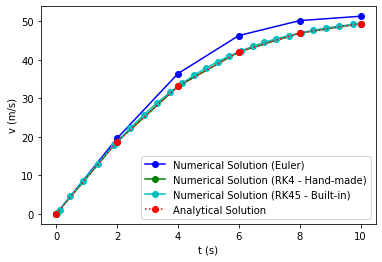 50
40
30
20
10
0
v (m/s)
Numerical Solution (Euler)
Numerical Solution (RK4 - Hand-made)
Numerical Solution (RK45 - Built-in)
Analytical Solution
0 2 4 6 8 10
t (s)